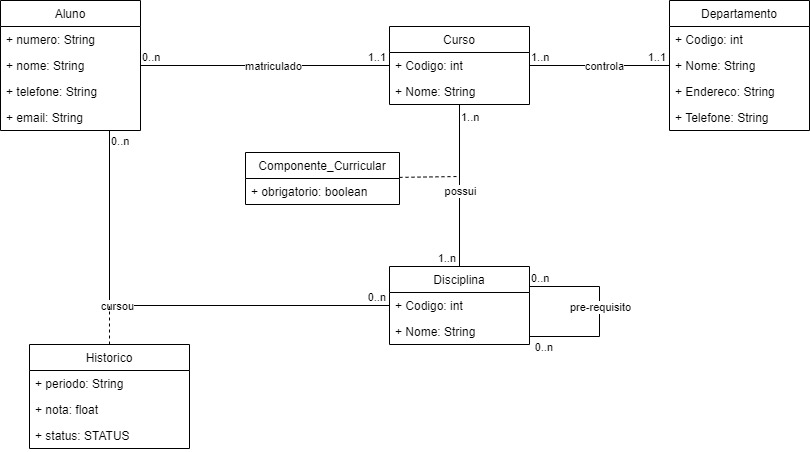 Aluno
+ numero: String
+ nome: String
+ telefone: String
+ email: String
0..n
matriculado
1..1
Curso
+ Codigo: int
+ Nome: String
1..n
controla
1..1
Departamento
+ Codigo: int
+ Nome: String
+ Endereco: String
+ Telefone: String
0..n
1..n
Componente_Curricular
+ obrigatorio: boolean
possui
1..n
cursou
0..n
Disciplina
+ Codigo: int
+ Nome: String
0..n
pre-requisito
0..n
Historico
+ periodo: String
+ nota: float
+ status: STATUS